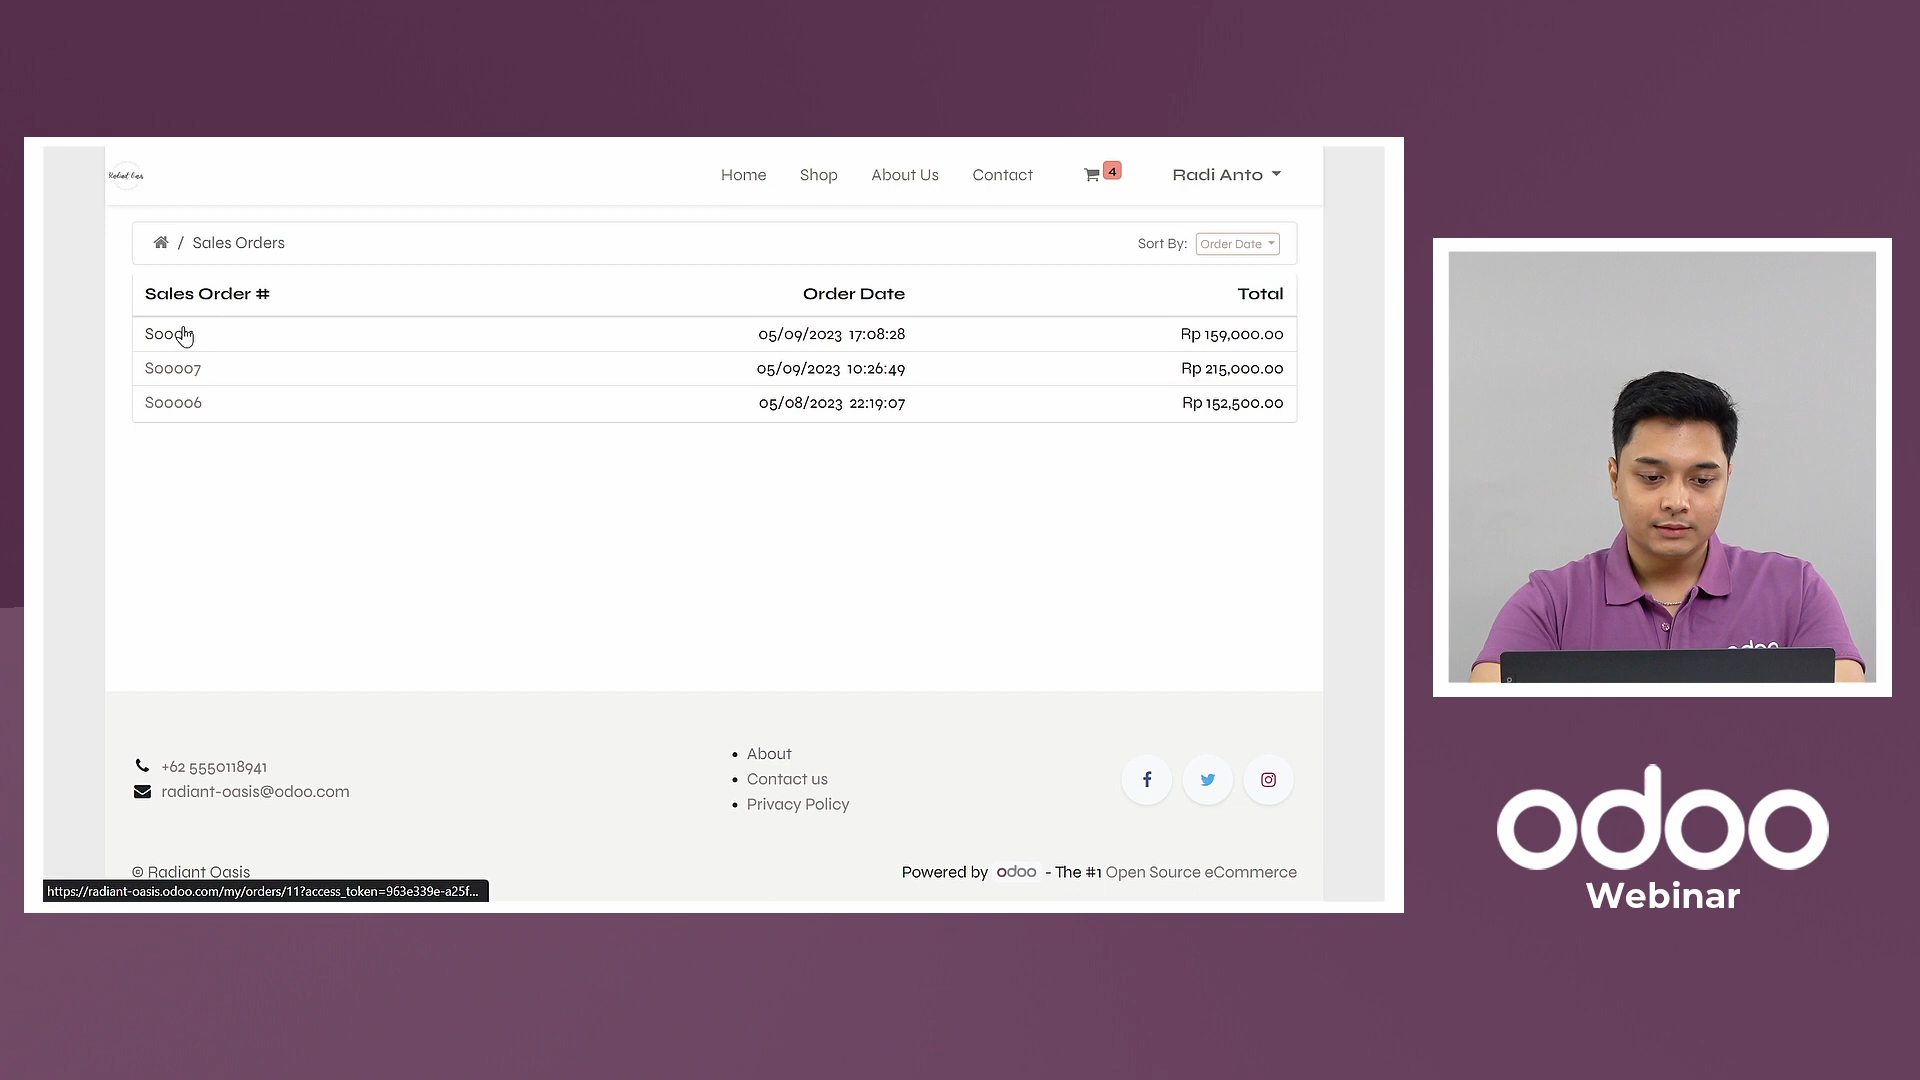 Home Shop About Us Contact 4 Radi Anto
/ Sales Orders Sort By: Order Date
Sales Order # Order Date Total
05/09/2023 17:08:28 Rp 159,000.00
S00007 05/09/2023 10:26:49 Rp 215,000.00
S00006 05/08/2023 22:19:07 Rp 152,500.00
+62 5550118941
radiant-oasis@odoo.com
• About
• Contact us
• Privacy Policy
© Radiant Oasis
Powered by odoo - The #1 Open Source eCommerce
https://radiant-oasis.odoo.com/my/orders/11?access_token=963e339e-a25f...
odoo
odoo
Webinar